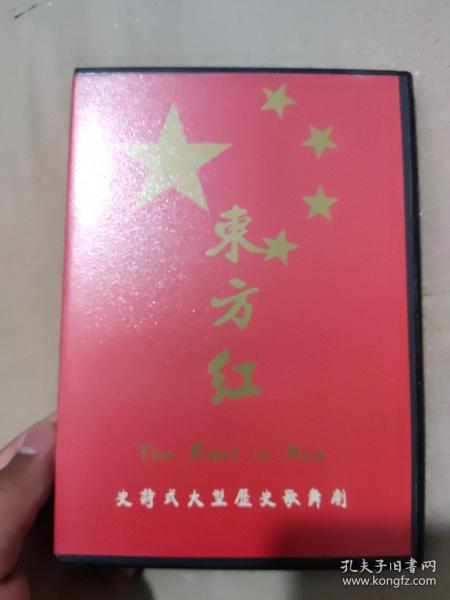 東
方
红
The East is Red
史詩式大型歷史歌舞劇
孔夫子旧书网
www.kongfz.com